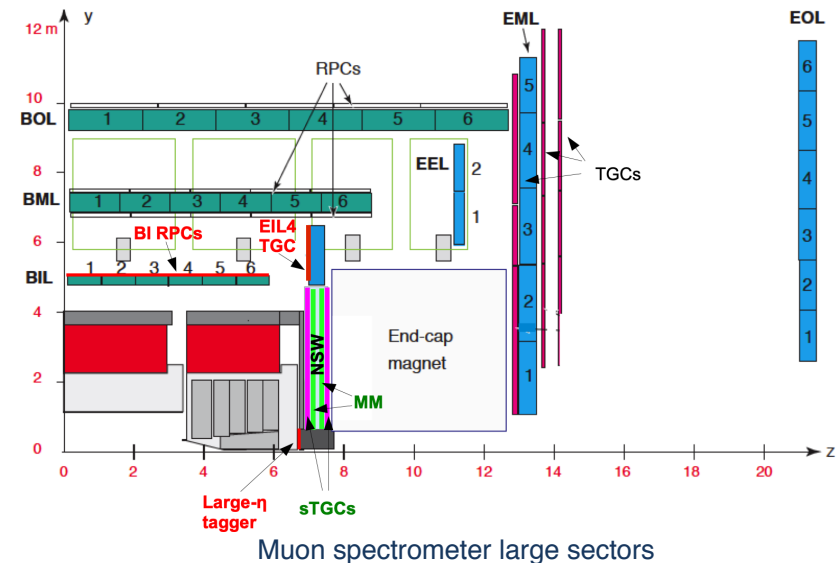 12 m
y
EML
EOL
RPCs
10
BOL
1 2 3 4 5 6
5
6
5
4
3
2
1
8
EEL
2
1
4
TGCs
BML
1 2 3 4 5 6
BI RPCs
EIL4
TGC
6
3
BIL
1 2 3 4 5 6
4
2
End-cap
magnet
NSW
2
1
MM
0
z
0 2 4 6 8 10 12 14 16 18 20
Large-η
tagger
sTGCs
Muon spectrometer large sectors